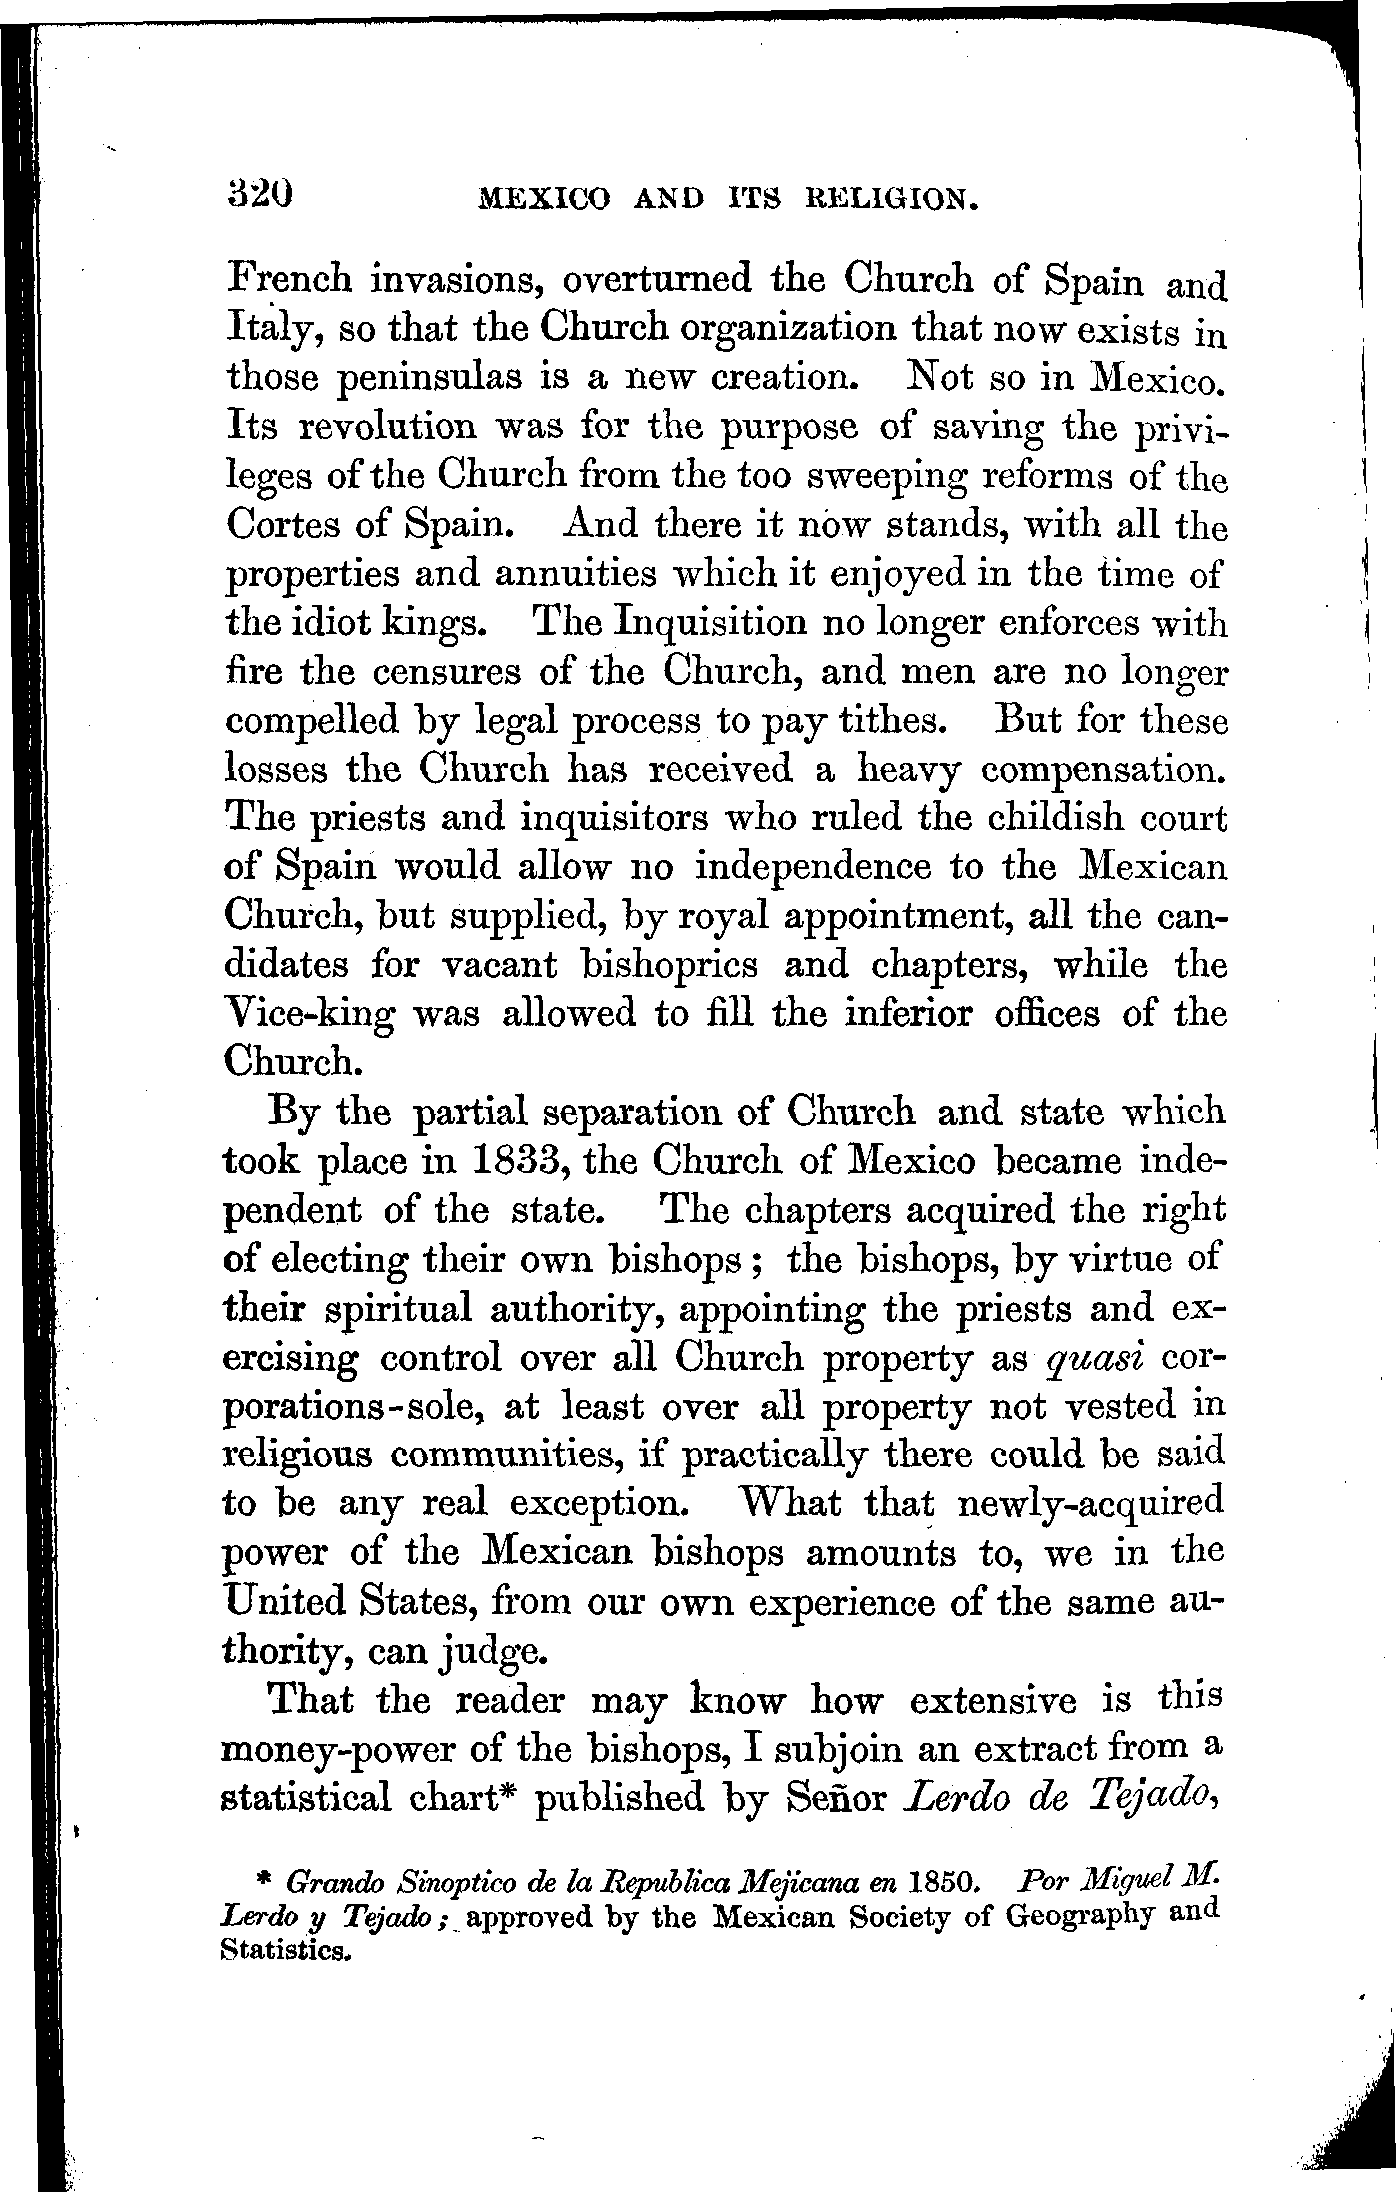 320 MEXICO AND ITS RELIGION.
French invasions, overturned the Church of Spain and
Italy, so that the Church organization that now exists in
those peninsulas is a new creation. Not so in Mexico.
Its revolution was for the purpose of saving the privi-
leges of the Church from the too sweeping reforms of the
Cortes of Spain. And there it now stands, with all the
properties and annuities which it enjoyed in the time of
the idiot kings. The Inquisition no longer enforces with
fire the censures of the Church, and men are no longer
compelled by legal process to pay tithes. But for these
losses the Church has received a heavy compensation.
The priests and inquisitors who ruled the childish court
of Spain would allow no independence to the Mexican
Church, but supplied, by royal appointment, all the can-
didates for vacant bishoprics and chapters, while the
Vice-king was allowed to fill the inferior offices of the
Church.
By the partial separation of Church and state which
took place in 1833, the Church of Mexico became inde-
pendent of the state. The chapters acquired the right
of electing their own bishops; the bishops, by virtue of
their spiritual authority, appointing the priests and ex-
ercising control over all Church property as quasi cor-
porations-sole, at least over all property not vested in
religious communities, if practically there could be said
to be any real exception. What that newly-acquired
power of the Mexican bishops amounts to, we in the
United States, from our own experience of the same au-
thority, can judge.
That the reader may know how extensive is this
money-power of the bishops, I subjoin an extract from a
statistical chart* published by Señor Lerdo de Tejado,
* Grando Sinoptico de la Republica Mejicana en 1850. Por Miguel M.
Lerdo y Tejado; approved by the Mexican Society of Geography and
Statistics.